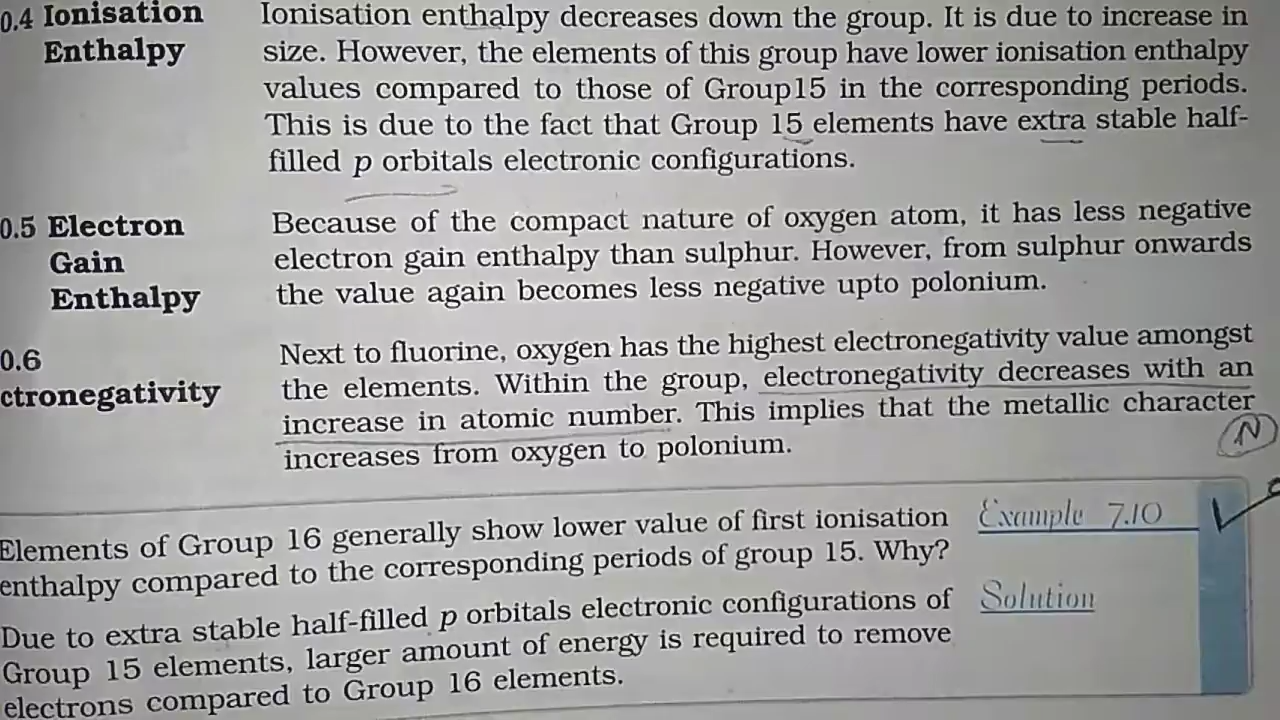 0.4 Ionisation Enthalpy
Ionisation enthalpy decreases down the group. It is due to increase in
size. However, the elements of this group have lower ionisation enthalpy
values compared to those of Group15 in the corresponding periods.
This is due to the fact that Group 15 elements have extra stable half-
filled p orbitals electronic configurations.
0.5 Electron
Gain
Enthalpy
Because of the compact nature of oxygen atom, it has less negative
electron gain enthalpy than sulphur. However, from sulphur onwards
the value again becomes less negative upto polonium.
0.6
ctronegativity
Next to fluorine, oxygen has the highest electronegativity value amongst
the elements. Within the group, electronegativity decreases with an
increase in atomic number. This implies that the metallic character
increases from oxygen to polonium.
N
Elements of Group 16 generally show lower value of first ionisation
enthalpy compared to the corresponding periods of group 15. Why?
Example 7.10
Due to extra stable half-filled p orbitals electronic configurations of
Group 15 elements, larger amount of energy is required to remove
electrons compared to Group 16 elements.
Solution